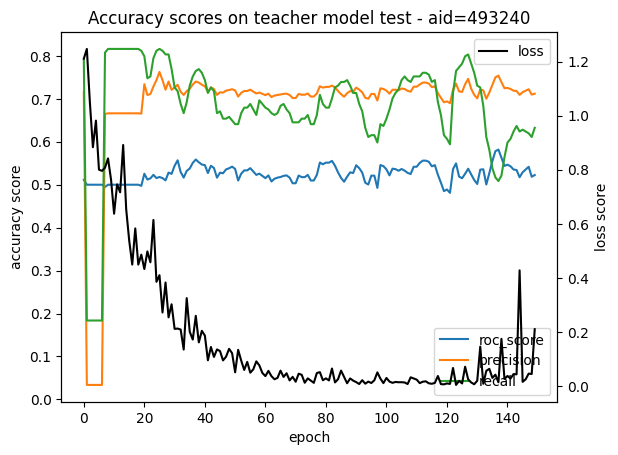 Accuracy scores on teacher model test - aid=493240
loss
accuracy score
0.8
0.7
0.6
0.5
0.4
0.3
0.2
0.1
0.0
1.2
1.0
0.8
0.6
0.4
0.2
0.0
loss score
roc_score
precision
recall
0 20 40 60 80 100 120 140
epoch